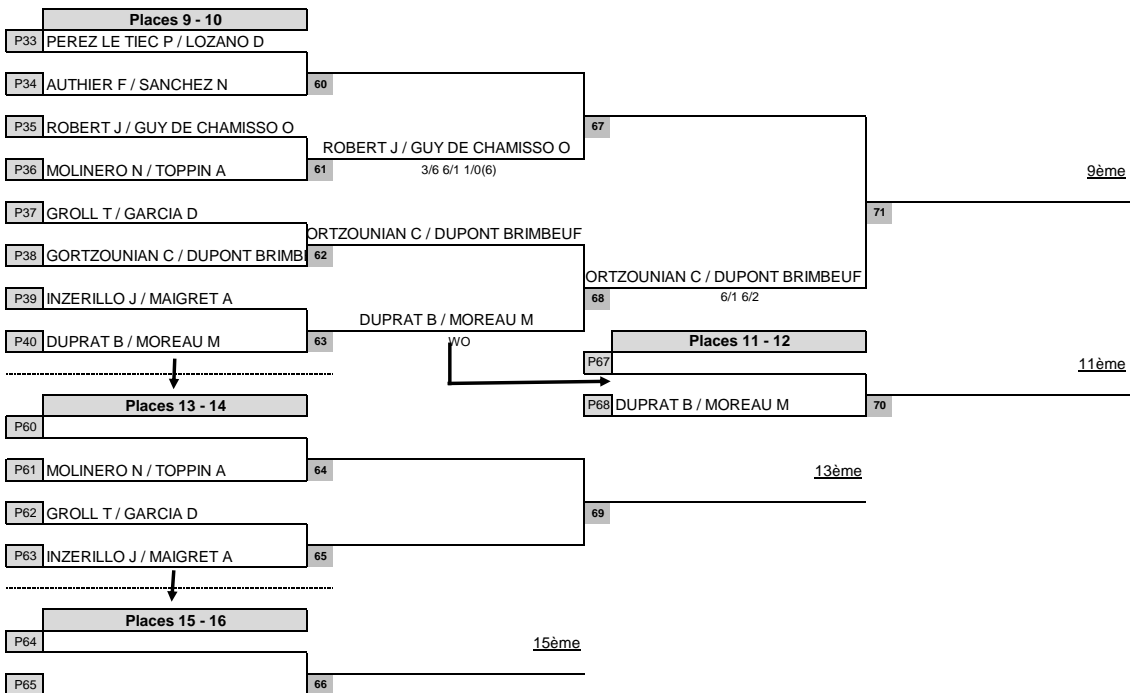 Places 9 - 10
P33 PEREZ LE TIEC P / LOZANO D
P34 AUTHIER F / SANCHEZ N 60
P35 ROBERT J / GUY DE CHAMISSO O 67
ROBERT J / GUY DE CHAMISSO O
P36 MOLINERO N / TOPPIN A 61 3/6 6/1 1/0(6) 9ème
P37 GROLL T / GARCIA D 71
ORTZOUNIAN C / DUPONT BRIMBEUF
P38 GORTZOUNIAN C / DUPONT BRIMBI 62
ORTZOUNIAN C / DUPONT BRIMBEUF
P39 INZERILLO J / MAIGRET A 68 6/1 6/2
DUPRAT B / MOREAU M
P40 DUPRAT B / MOREAU M 63 WO Places 11 - 12
P67 11ème
Places 13 - 14 P68 DUPRAT B / MOREAU M 70
P60
P61 MOLINERO N / TOPPIN A 64 13ème
P62 GROLL T / GARCIA D 69
P63 INZERILLO J / MAIGRET A 65
Places 15 - 16
P64 15ème
P65 66